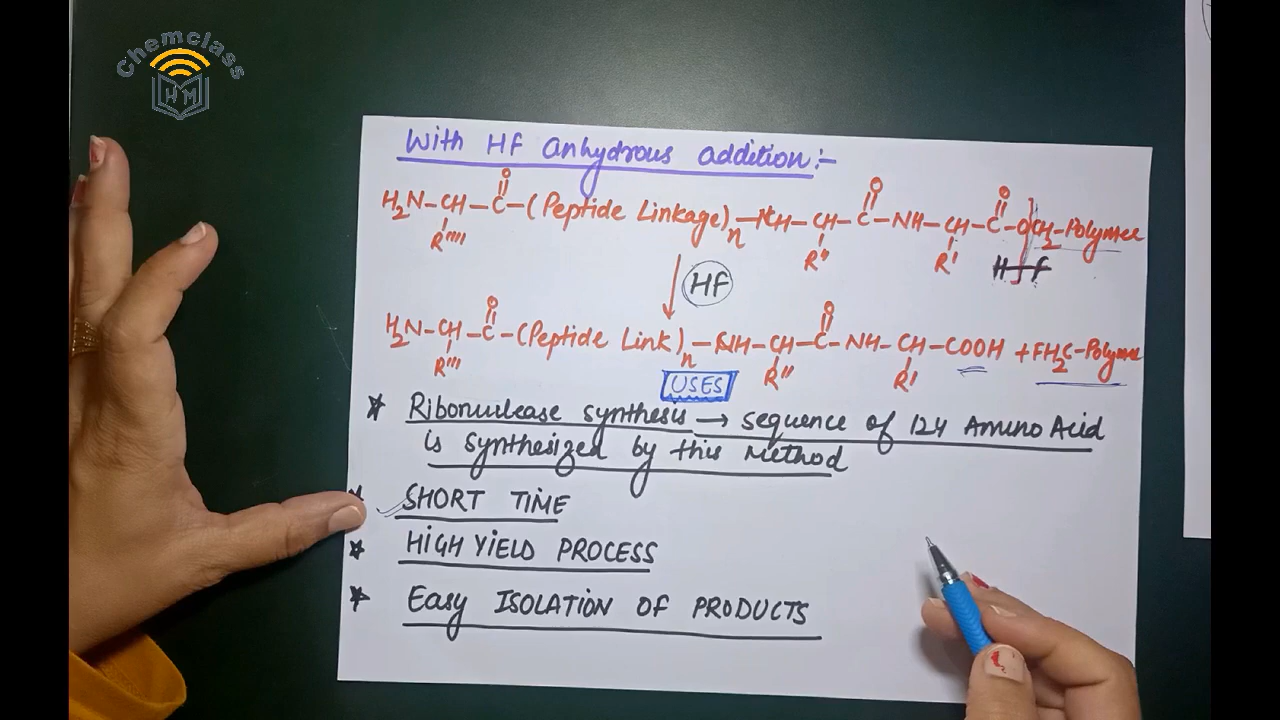 Chemclass
HM
With HF anhydrous addition:-
O O O
H2N-CH-C-(Peptide Linkage)n-NH-CH-C-NH-CH-C-OCH2-Polymer
R'''' R'' R' H-F
HF
O O
H2N-CH-C-(Peptide Link)n-NH-CH-C-NH-CH-COOH + FH2C-Polymer
R'''' R'' R'
USES
* Ribonuclease synthesis → sequence of 124 Amino Acid
is synthesized by this Method
* SHORT TIME
* HIGH YIELD PROCESS
* Easy ISOLATION OF PRODUCTS